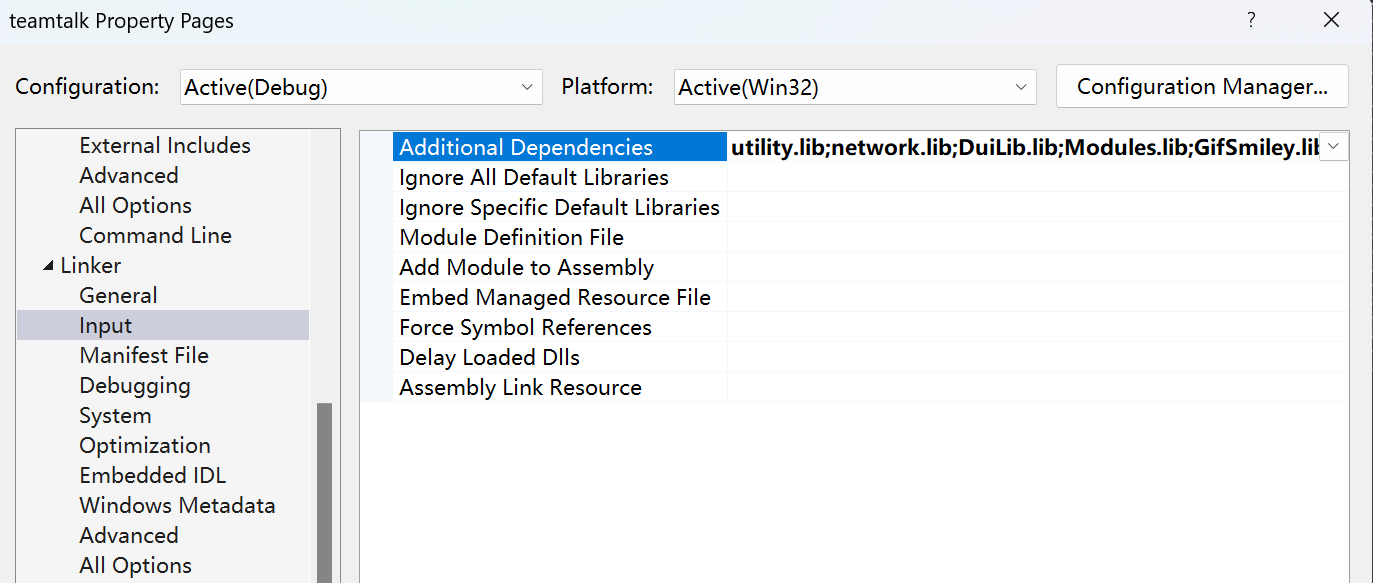 teamtalk Property Pages ? ×
Configuration: Active(Debug) Platform: Active(Win32) Configuration Manager...
External Includes
Advanced
All Options
Command Line
Linker
General
Input
Manifest File
Debugging
System
Optimization
Embedded IDL
Windows Metadata
Advanced
All Options
Additional Dependencies utility.lib;network.lib;DuiLib.lib;Modules.lib;GifSmiley.lib
Ignore All Default Libraries
Ignore Specific Default Libraries
Module Definition File
Add Module to Assembly
Embed Managed Resource File
Force Symbol References
Delay Loaded Dlls
Assembly Link Resource